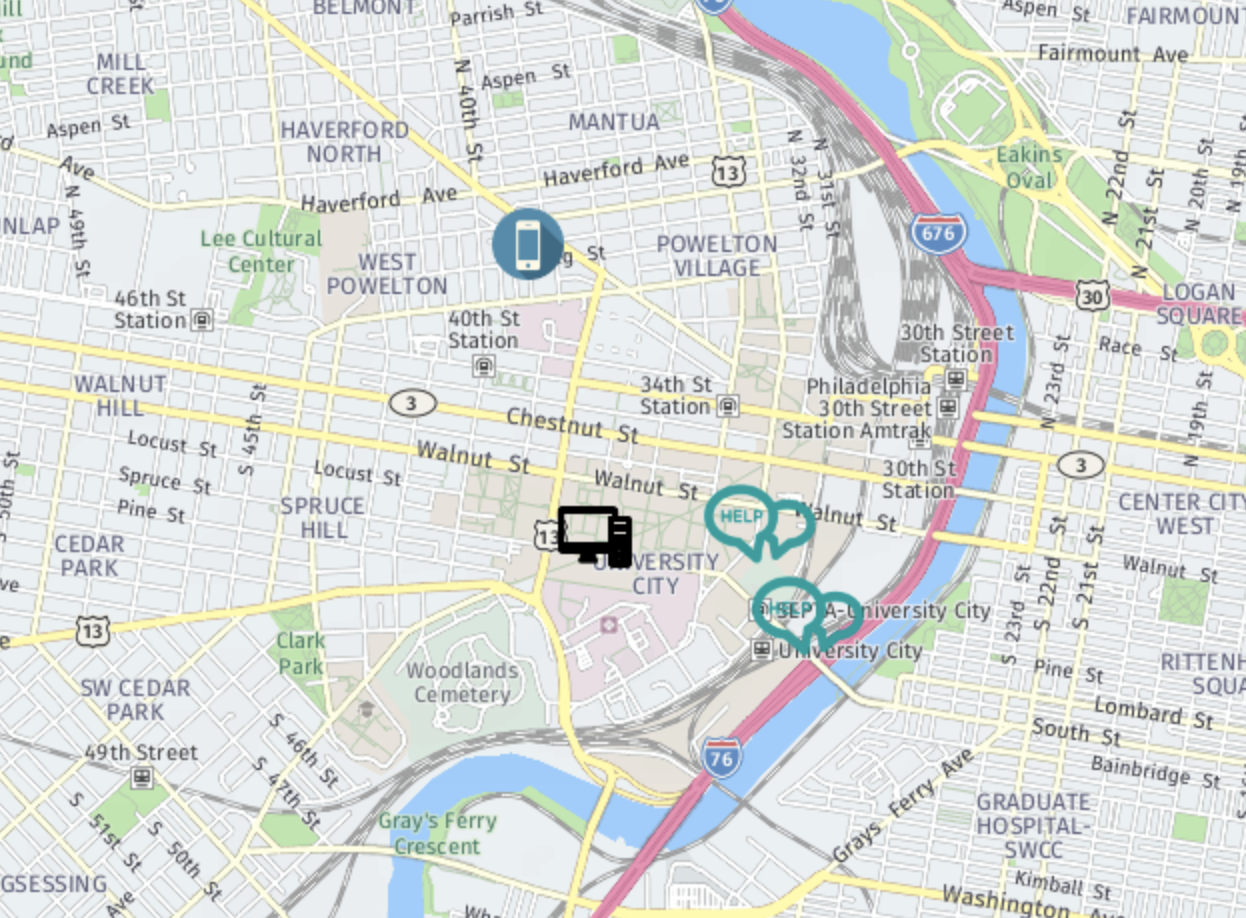 BELMONT
Parrish St
Aspen St
FAIRMOUNT
Fairmount Ave
MILL
CREEK
N 40th St
Aspen St
Aspen St
HAVERFORD
NORTH
MANTUA
N 32nd St
N 31st St
Eakins
Oval
N 22nd St
N 21st St
N 20th St
N 19th
Ave
N 49th St
Haverford Ave
Haverford Ave
13
676
Lee Cultural
Center
WEST
POWELTON
St
POWELTON
VILLAGE
30
LOGAN
SQUARE
46th St
Station
40th St
Station
30th Street
Station
Race St
N 23rd St
WALNUT
HILL
3
34th St
Station
Philadelphia
30th Street
Station Amtrak
N 19th St
S 45th St
Chestnut St
Walnut St
Locust St
Locust St
Spruce St
Pine St
50th St
Walnut St
30th St
Station
3
SPRUCE
HILL
HELP
Walnut St
CENTER CITY
WEST
CEDAR
PARK
13
UNIVERSITY
CITY
Walnut St
S 23rd St
S 22nd St
S 21st St
HELP
SEPTA-University City
University City
13
Clark
Park
Woodlands
Cemetery
Pine St
SW CEDAR
PARK
Lombard St
South St
Bainbridge St
49th Street
S 46th St
S 47th St
76
S 51st St
S 50th St
Gray's Ferry
Crescent
Grays Ferry Ave
GRADUATE
HOSPITAL-
SWCC
Kimball St
Ave
Washington